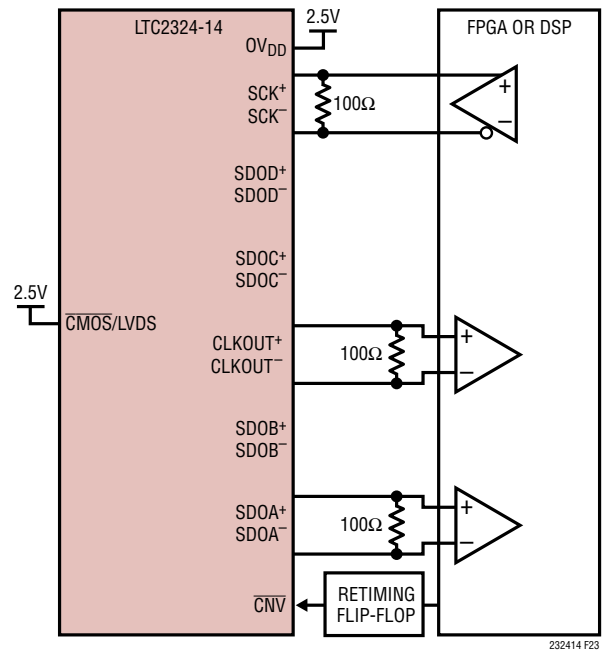 LTC2324-14
2.5V
OVDD
FPGA OR DSP
SCK+
SCK–
100Ω
+
–
SDOD+
SDOD–
SDOC+
SDOC–
2.5V
CMOS/LVDS
CLKOUT+
CLKOUT–
100Ω
+
–
SDOB+
SDOB–
SDOA+
SDOA–
100Ω
+
–
CNV
RETIMING
FLIP-FLOP
232414 F23